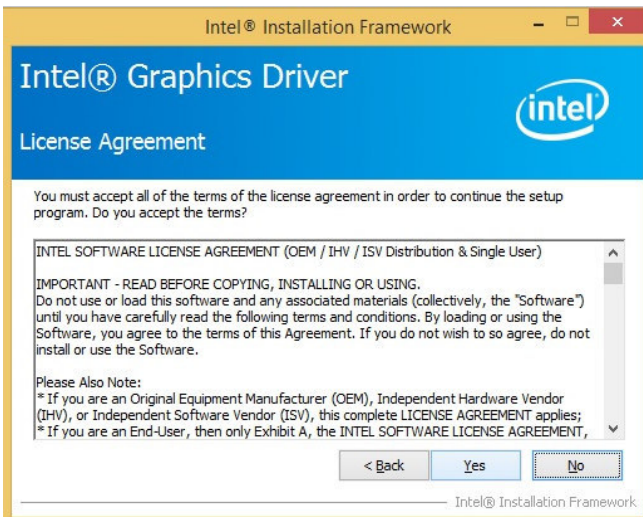 Intel® Installation Framework
Intel® Graphics Driver
intel
License Agreement
You must accept all of the terms of the license agreement in order to continue the setup
program. Do you accept the terms?
INTEL SOFTWARE LICENSE AGREEMENT (OEM / IHV / ISV Distribution & Single User)
IMPORTANT - READ BEFORE COPYING, INSTALLING OR USING.
Do not use or load this software and any associated materials (collectively, the "Software")
until you have carefully read the following terms and conditions. By loading or using the
Software, you agree to the terms of this Agreement. If you do not wish to so agree, do not
install or use the Software.
Please Also Note:
* If you are an Original Equipment Manufacturer (OEM), Independent Hardware Vendor
(IHV), or Independent Software Vendor (ISV), this complete LICENSE AGREEMENT applies;
* If you are an End-User, then only Exhibit A, the INTEL SOFTWARE LICENSE AGREEMENT,
< Back Yes No
Intel® Installation Framework